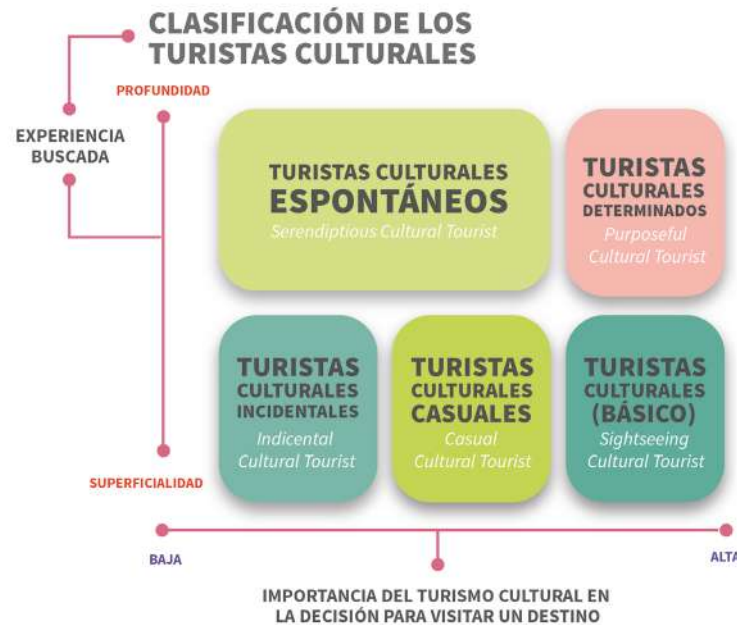 CLASIFICACIÓN DE LOS
TURISTAS CULTURALES
PROFUNDIDAD
EXPERIENCIA
BUSCADA
TURISTAS CULTURALES
ESPONTÁNEOS
Serendiptious Cultural Tourist
TURISTAS
CULTURALES
DETERMINADOS
Purposeful
Cultural Tourist
TURISTAS
CULTURALES
INCIDENTALES
Indicental
Cultural Tourist
TURISTAS
CULTURALES
CASUALES
Casual
Cultural Tourist
TURISTAS
CULTURALES
(BÁSICO)
Sightseeing
Cultural Tourist
SUPERFICIALIDAD
BAJA
ALTA
IMPORTANCIA DEL TURISMO CULTURAL EN
LA DECISIÓN PARA VISITAR UN DESTINO